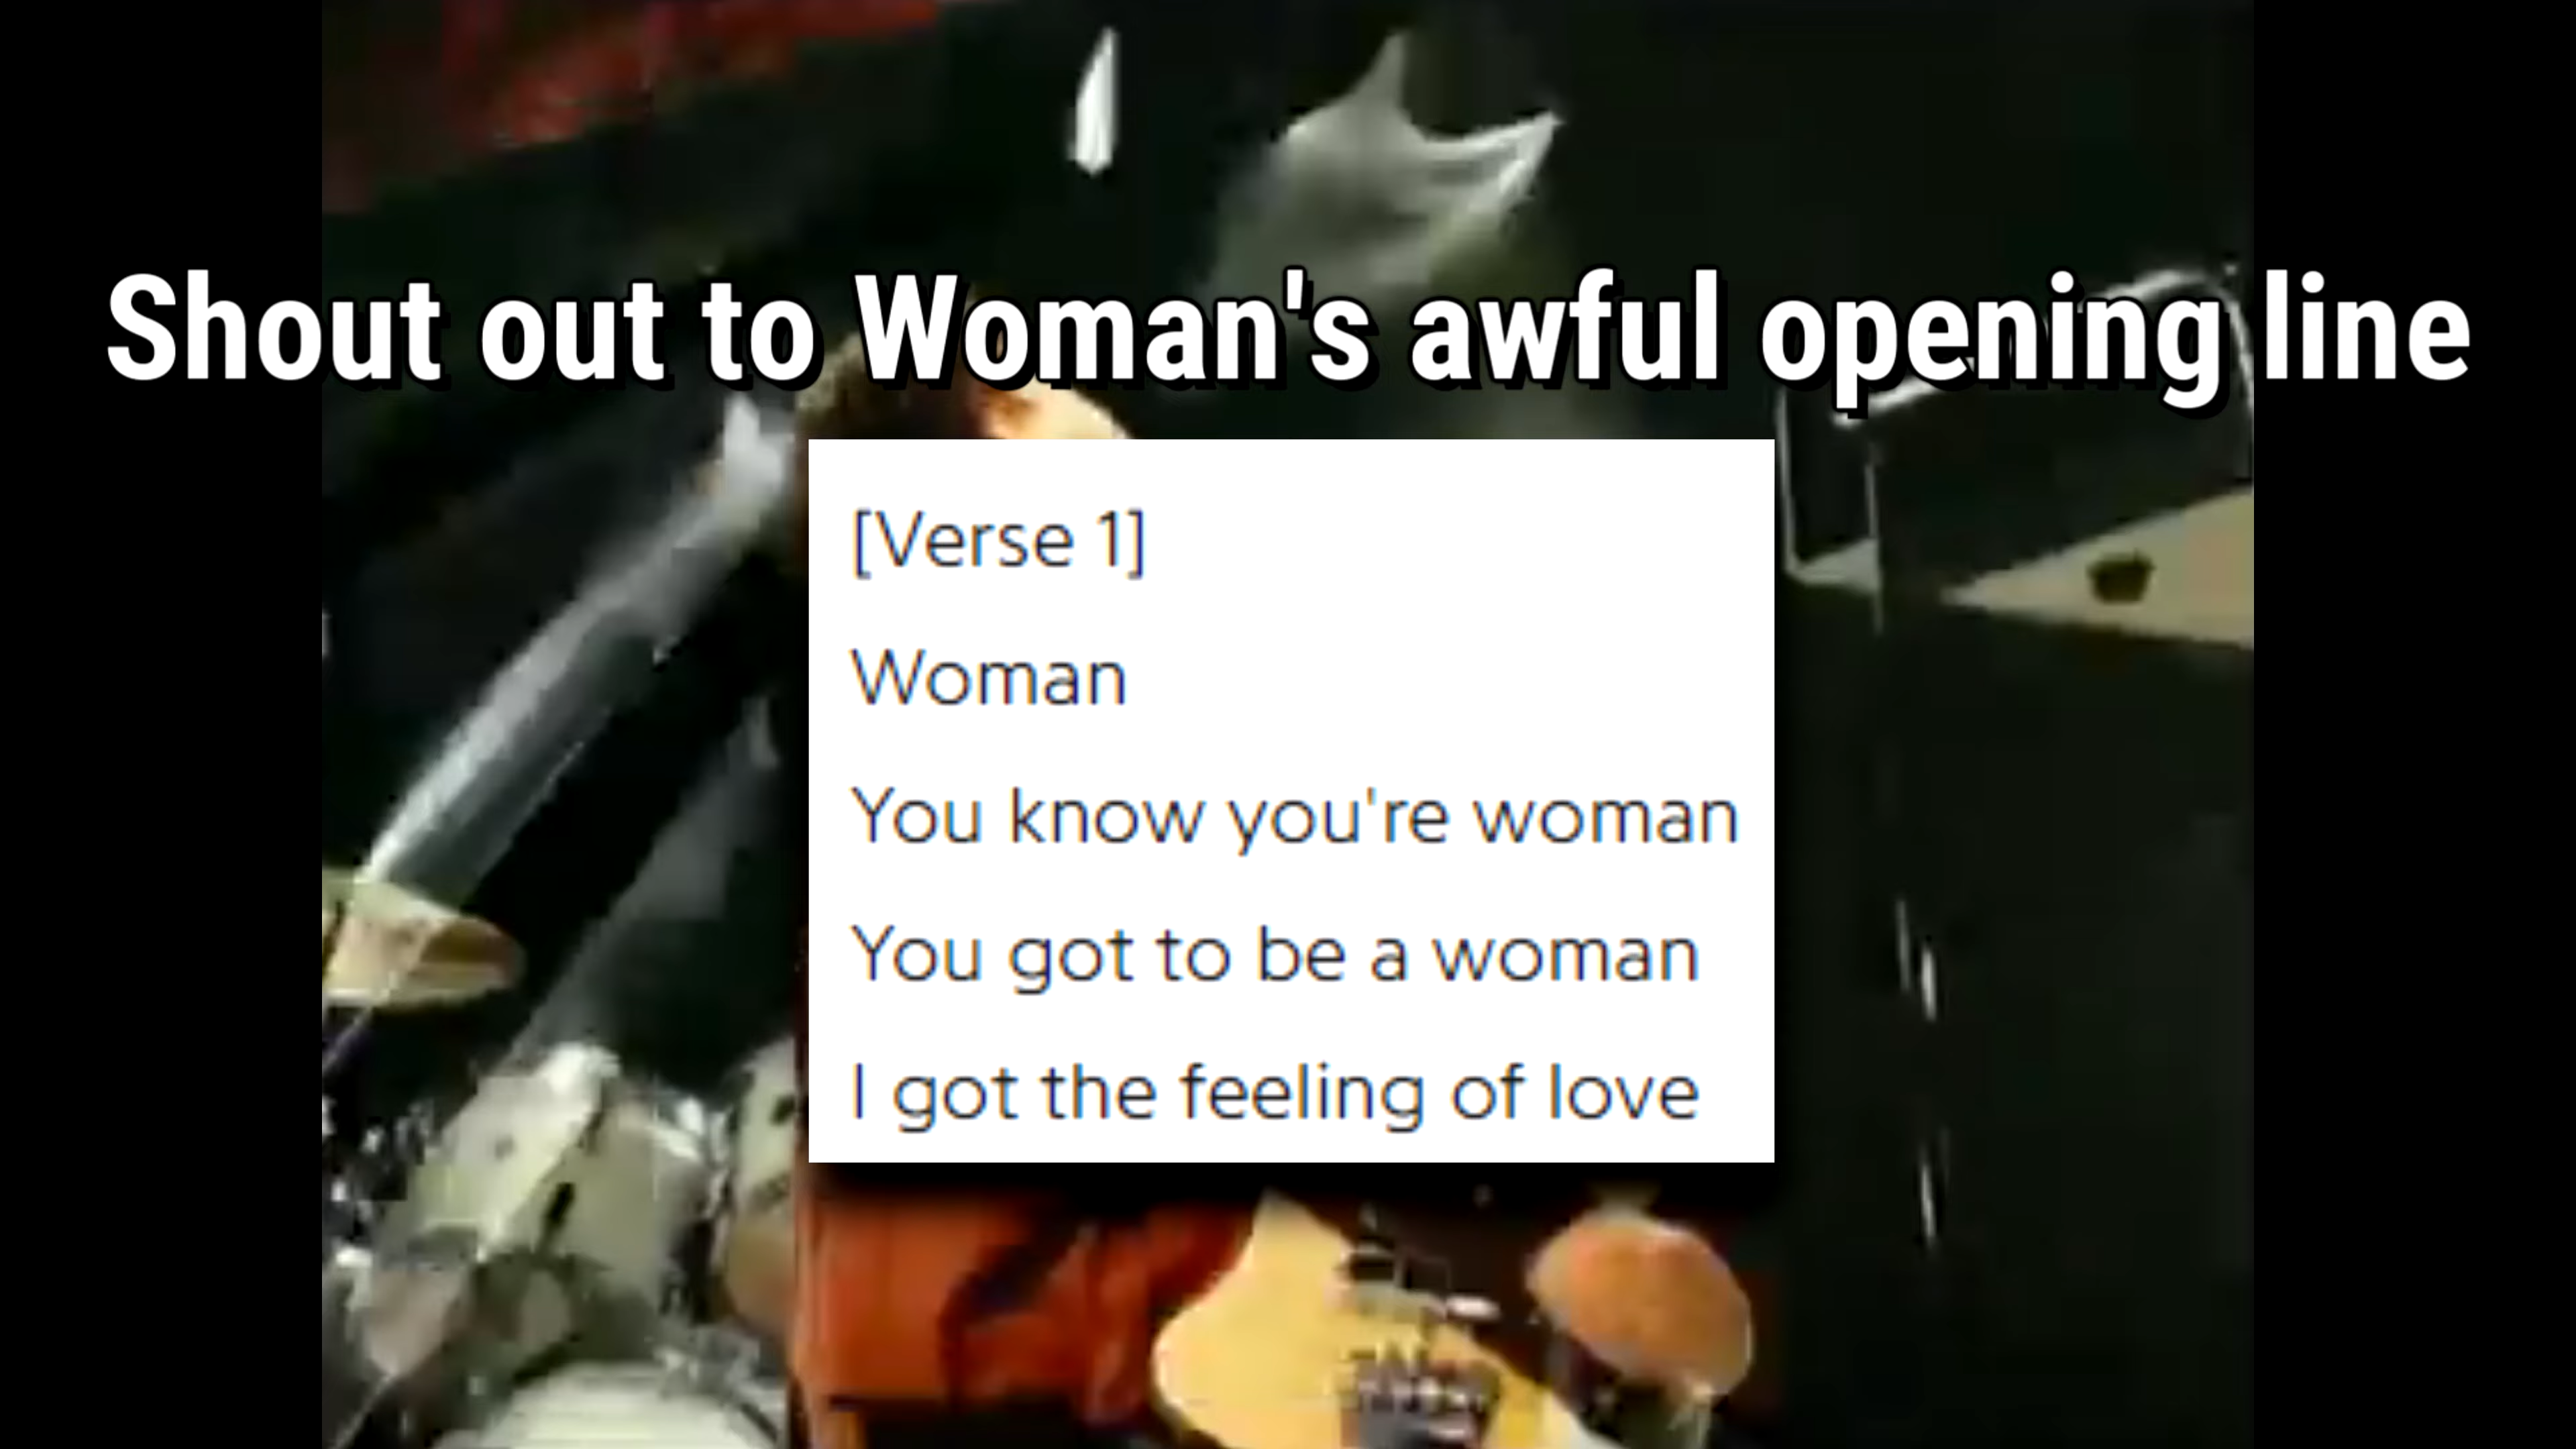 Shout out to Woman's awful opening line
[Verse 1]
Woman
You know you're woman
You got to be a woman
I got the feeling of love